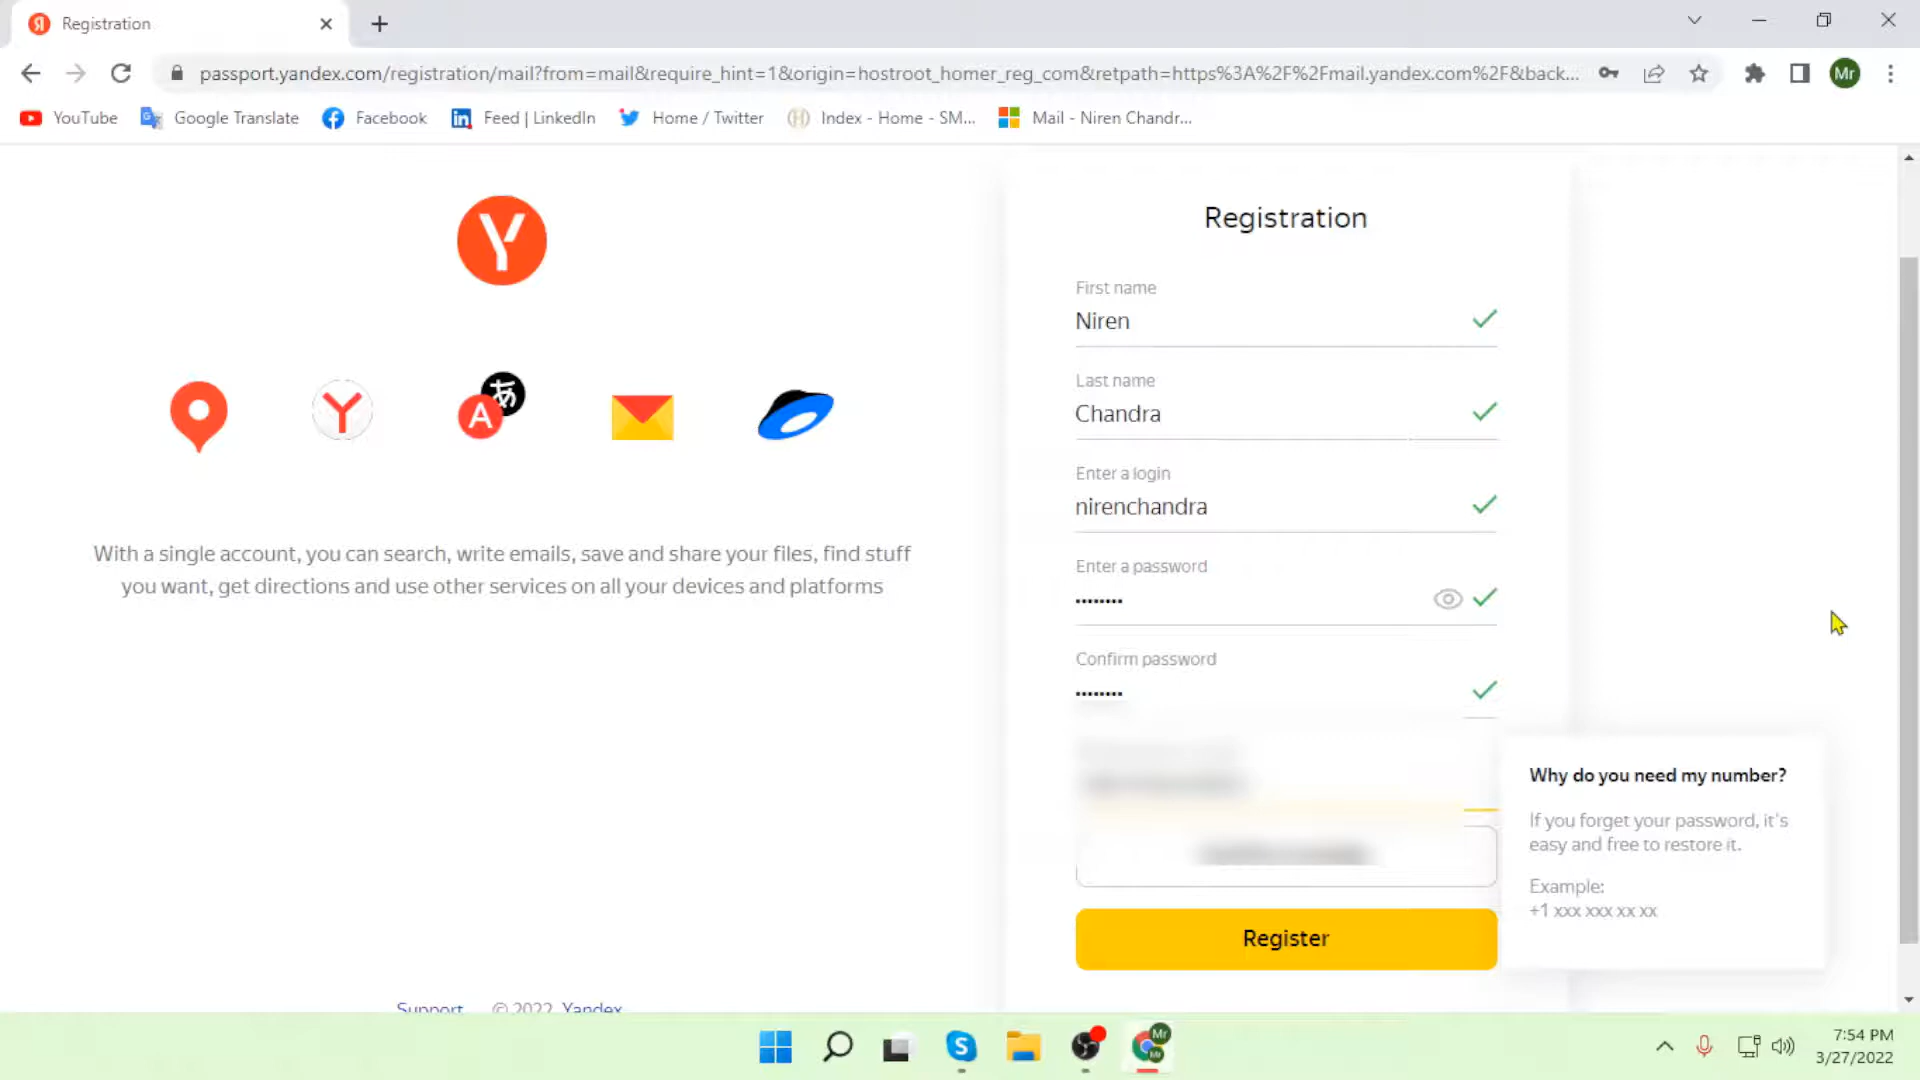 Registration
passport.yandex.com/registration/mail?from=mail&require_hint=1&origin=hostroot_homer_reg_com&retpath=https%3A%2F%2Fmail.yandex.com%2F&back...
Mr
YouTube
Google Translate
Facebook
Feed | LinkedIn
Home / Twitter
Index - Home - SM...
Mail - Niren Chandr...
With a single account, you can search, write emails, save and share your files, find stuff
you want, get directions and use other services on all your devices and platforms
Support © 2022 Yandex
Registration
First name
Niren
Last name
Chandra
Enter a login
nirenchandra
Enter a password
••••••••
Confirm password
••••••••
Register
Why do you need my number?
If you forget your password, it's
easy and free to restore it.
Example:
+1 xxx xxx xx xx
7:54 PM
3/27/2022